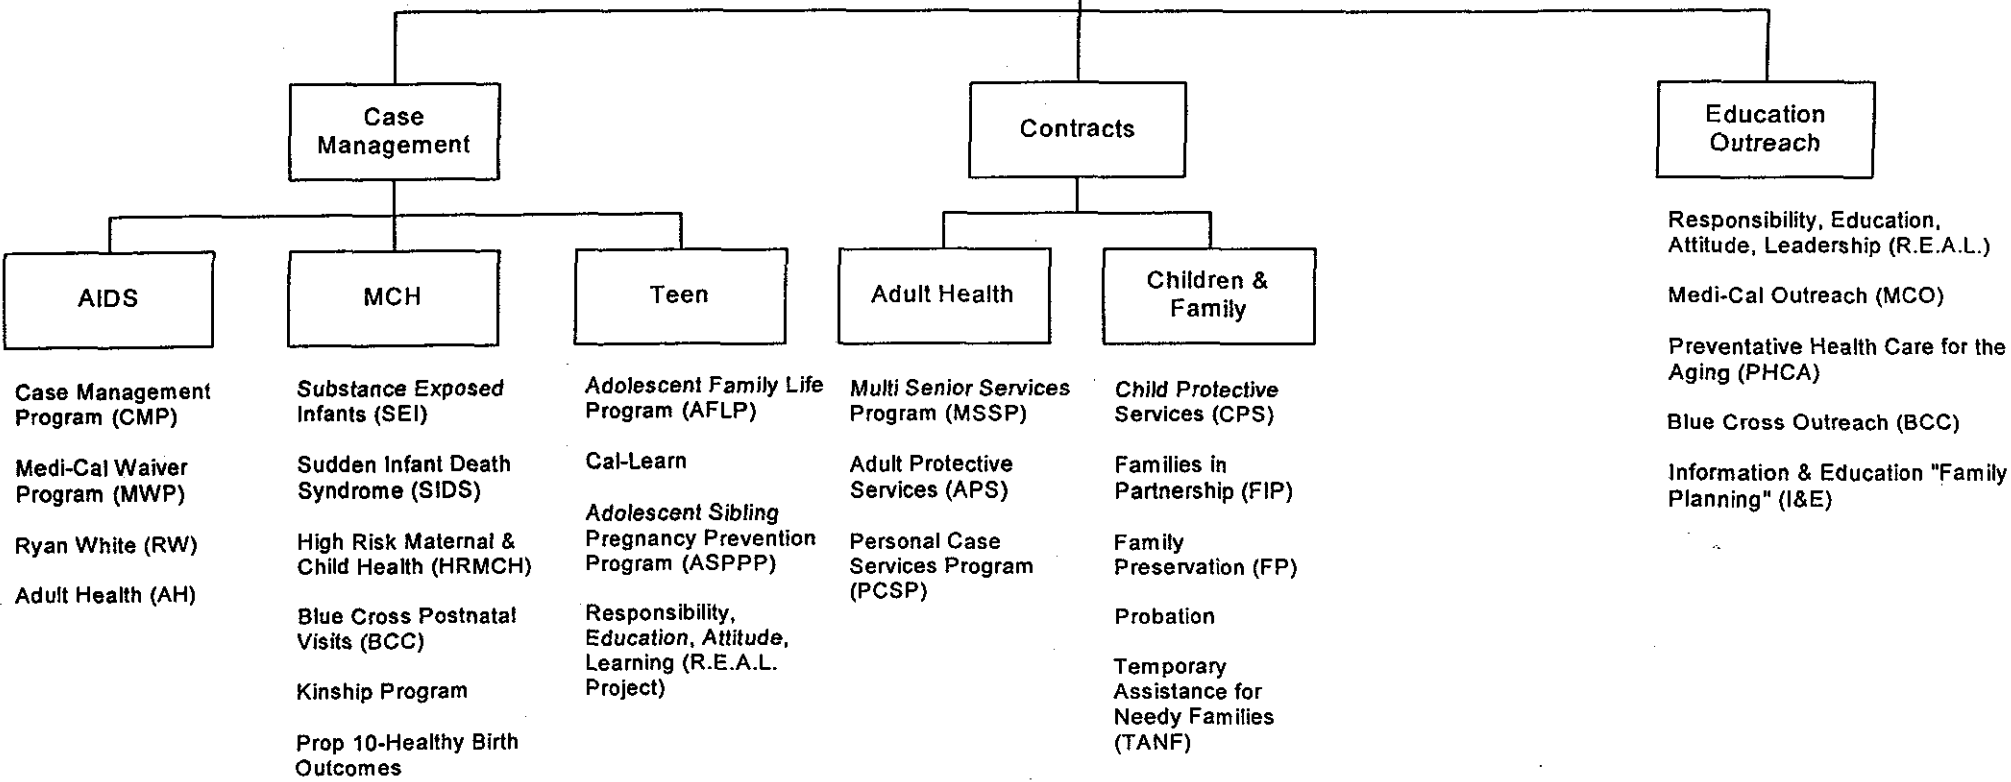 Case
Management
Contracts
Education
Outreach
AIDS
MCH
Teen
Adult Health
Children &
Family
Case Management
Program (CMP)
Medi-Cal Waiver
Program (MWP)
Ryan White (RW)
Adult Health (AH)
Substance Exposed
Infants (SEI)
Sudden Infant Death
Syndrome (SIDS)
High Risk Maternal &
Child Health (HRMCH)
Blue Cross Postnatal
Visits (BCC)
Kinship Program
Prop 10-Healthy Birth
Outcomes
Adolescent Family Life
Program (AFLP)
Cal-Learn
Adolescent Sibling
Pregnancy Prevention
Program (ASPPP)
Responsibility,
Education, Attitude,
Learning (R.E.A.L.
Project)
Multi Senior Services
Program (MSSP)
Adult Protective
Services (APS)
Personal Case
Services Program
(PCSP)
Child Protective
Services (CPS)
Families in
Partnership (FIP)
Family
Preservation (FP)
Probation
Temporary
Assistance for
Needy Families
(TANF)
Responsibility, Education,
Attitude, Leadership (R.E.A.L.)
Medi-Cal Outreach (MCO)
Preventative Health Care for the
Aging (PHCA)
Blue Cross Outreach (BCC)
Information & Education "Family
Planning" (I&E)